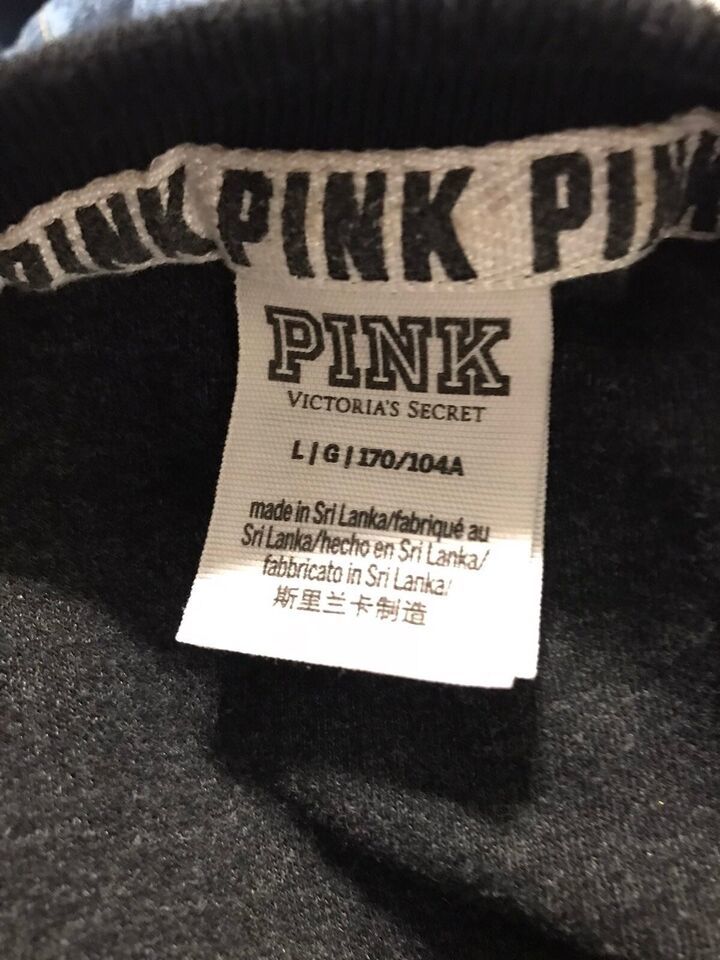 PINK PINK PIN
PINK
VICTORIA'S SECRET
L | G | 170/104A
made in Sri Lanka/fabriqué au
Sri Lanka/hecho en Sri Lanka/
fabbricato in Sri Lanka/
斯里兰卡制造